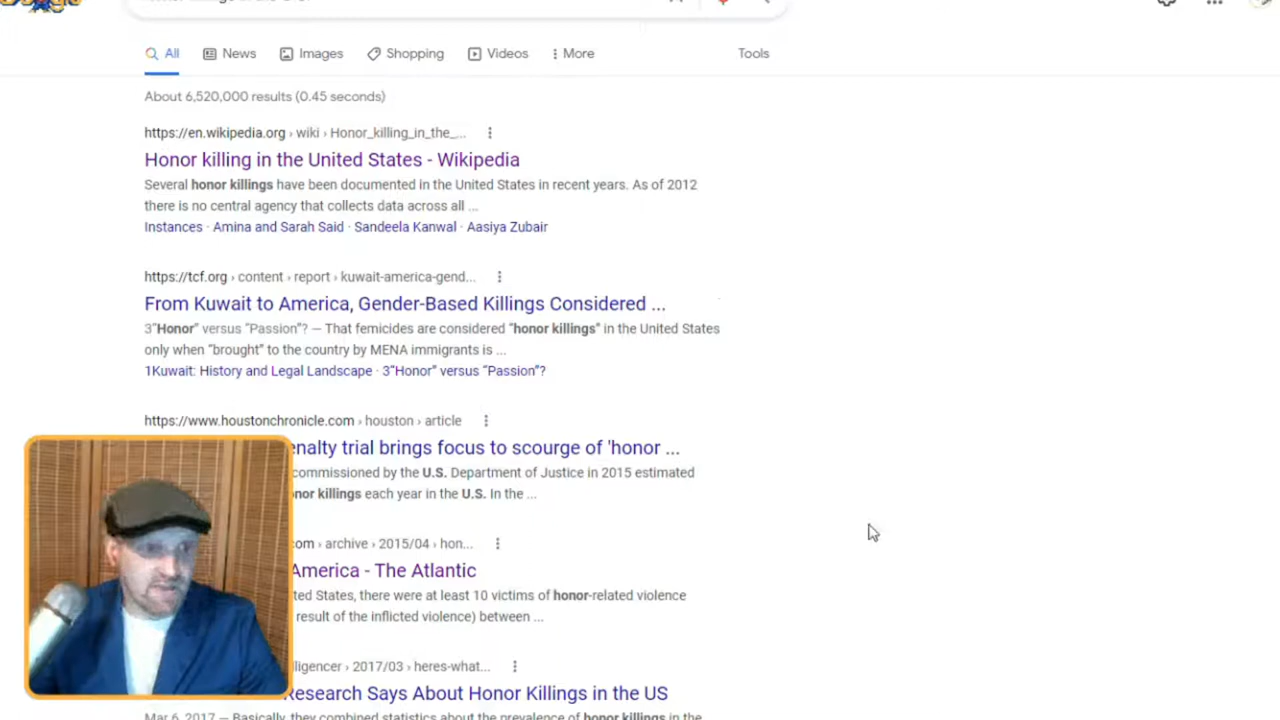 All News Images Shopping Videos More Tools
About 6,520,000 results (0.45 seconds)
https://en.wikipedia.org › wiki › Honor_killing_in_the_...
Honor killing in the United States - Wikipedia
Several honor killings have been documented in the United States in recent years. As of 2012
there is no central agency that collects data across all ...
Instances · Amina and Sarah Said · Sandeela Kanwal · Aasiya Zubair
https://tcf.org › content › report › kuwait-america-gend...
From Kuwait to America, Gender-Based Killings Considered ...
3“Honor” versus “Passion”? — That femicides are considered “honor killings” in the United States
only when “brought” to the country by MENA immigrants is ...
1Kuwait: History and Legal Landscape · 3“Honor” versus “Passion”?
https://www.houstonchronicle.com › houston › article
enalty trial brings focus to scourge of 'honor ...
commissioned by the U.S. Department of Justice in 2015 estimated
nor killings each year in the U.S. In the ...
com › archive › 2015/04 › hon...
America - The Atlantic
ted States, there were at least 10 victims of honor-related violence
result of the inflicted violence) between ...
lligencer › 2017/03 › heres-what...
Research Says About Honor Killings in the US
Mar 6, 2017 — Basically, they combined statistics about the prevalence of honor killings in the